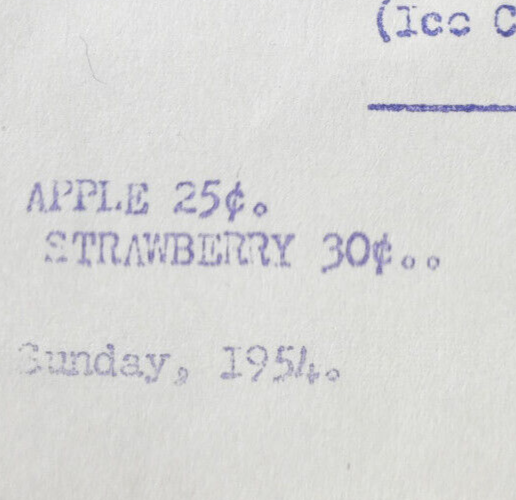 (Ice C
APPLE 25¢.
STRAWBERRY 30¢..
Sunday, 1954.